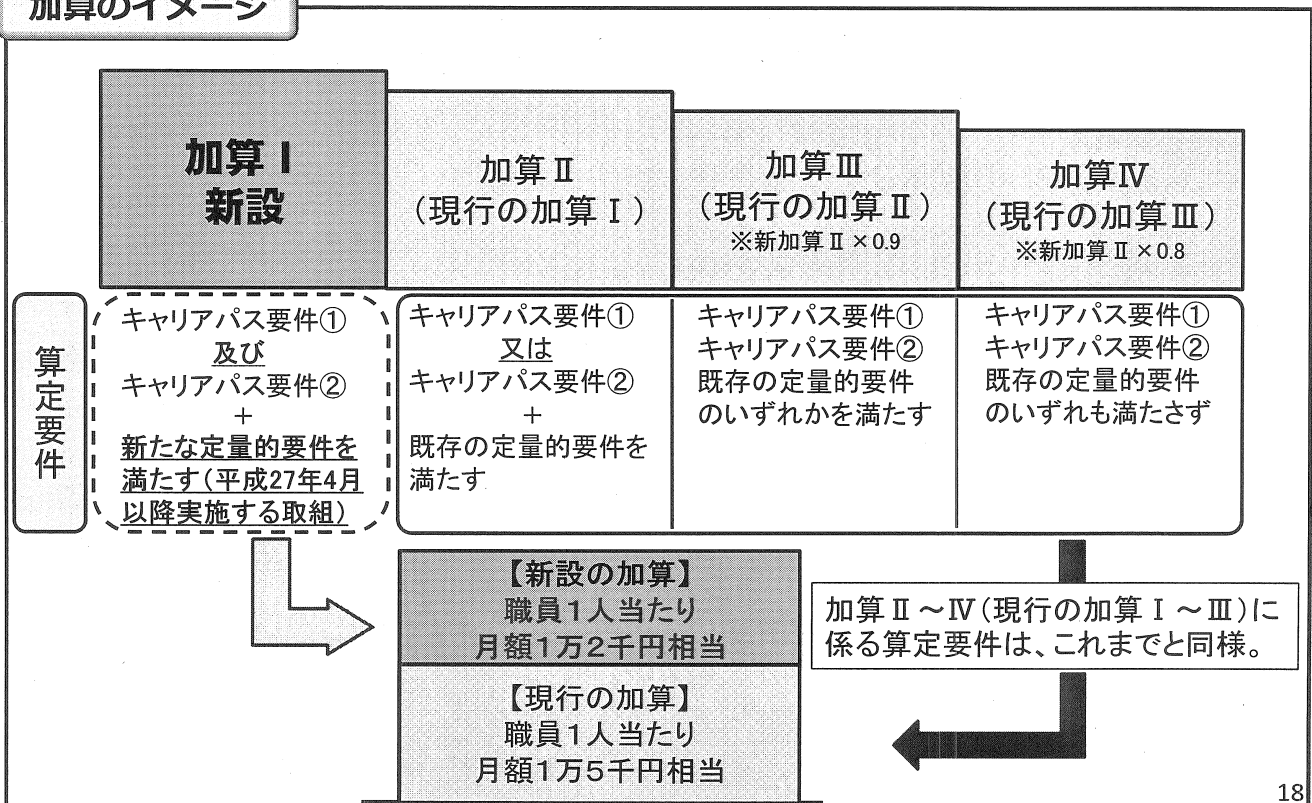 加算のイメージ
加算Ⅰ
新設
加算Ⅱ
(現行の加算Ⅰ)
加算Ⅲ
(現行の加算Ⅱ)
※新加算Ⅱ×0.9
加算Ⅳ
(現行の加算Ⅲ)
※新加算Ⅱ×0.8
算定要件
キャリアパス要件①
及び
キャリアパス要件②
+
新たな定量的要件を
満たす(平成27年4月
以降実施する取組)
キャリアパス要件①
又は
キャリアパス要件②
+
既存の定量的要件を
満たす
キャリアパス要件①
キャリアパス要件②
既存の定量的要件
のいずれかを満たす
キャリアパス要件①
キャリアパス要件②
既存の定量的要件
のいずれも満たさず
【新設の加算】
職員1人当たり
月額1万2千円相当
【現行の加算】
職員1人当たり
月額1万5千円相当
加算Ⅱ~Ⅳ(現行の加算Ⅰ~Ⅲ)に
係る算定要件は、これまでと同様。
18